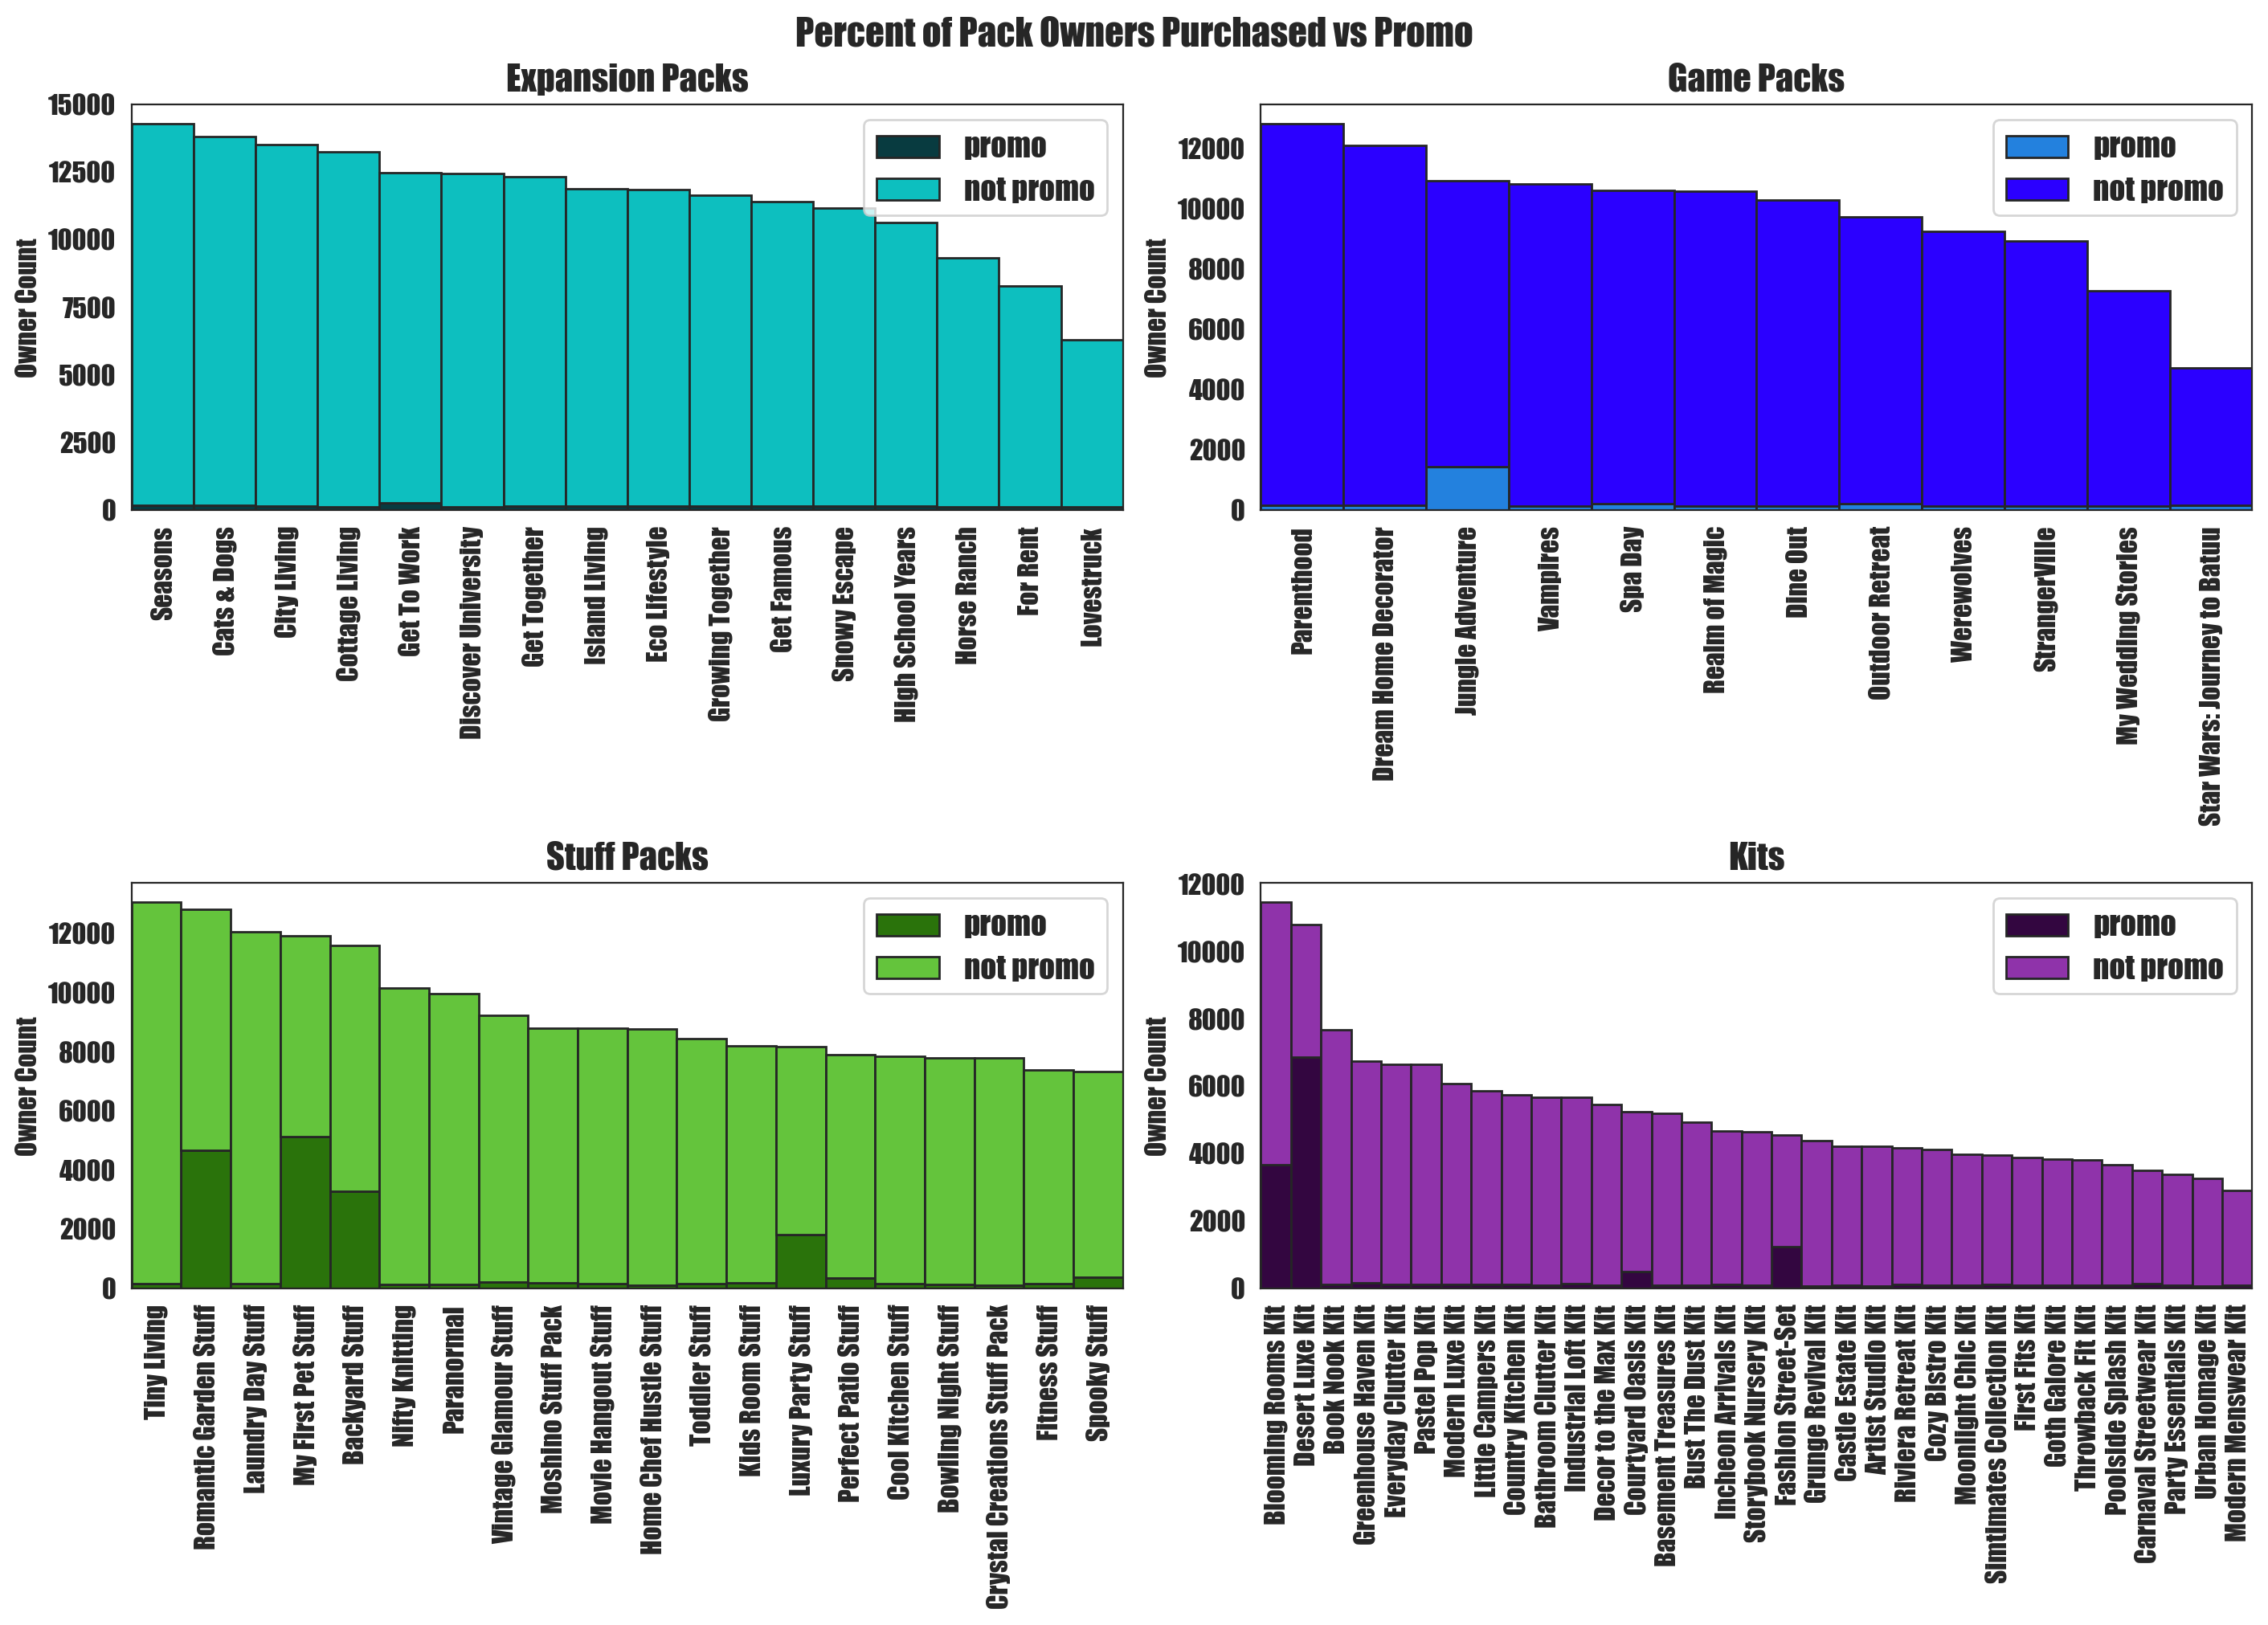 Percent of Pack Owners Purchased vs Promo
Expansion Packs
15000
12500
10000
7500
5000
2500
0
Owner Count
promo
not promo
Seasons
Cats & Dogs
City Living
Cottage Living
Get To Work
Discover University
Get Together
Island Living
Eco Lifestyle
Growing Together
Get Famous
Snowy Escape
High School Years
Horse Ranch
For Rent
Lovestruck
Game Packs
12000
10000
8000
6000
4000
2000
0
Owner Count
promo
not promo
Parenthood
Dream Home Decorator
Jungle Adventure
Vampires
Spa Day
Realm of Magic
Dine Out
Outdoor Retreat
Werewolves
StrangerVille
My Wedding Stories
Star Wars: Journey to Batuu
Stuff Packs
12000
10000
8000
6000
4000
2000
0
Owner Count
promo
not promo
Tiny Living
Romantic Garden Stuff
Laundry Day Stuff
My First Pet Stuff
Backyard Stuff
Nifty Knitting
Paranormal
Vintage Glamour Stuff
Moshino Stuff Pack
Movie Hangout Stuff
Home Chef Hustle Stuff
Toddler Stuff
Kids Room Stuff
Luxury Party Stuff
Perfect Patio Stuff
Cool Kitchen Stuff
Bowling Night Stuff
Crystal Creations Stuff Pack
Fitness Stuff
Spooky Stuff
Kits
12000
10000
8000
6000
4000
2000
0
Owner Count
promo
not promo
Blooming Rooms Kit
Desert Luxe Kit
Book Nook Kit
Greenhouse Haven Kit
Everyday Clutter Kit
Pastel Pop Kit
Modern Luxe Kit
Little Campers Kit
Country Kitchen Kit
Bathroom Clutter Kit
Industrial Loft Kit
Decor to the Max Kit
Courtyard Oasis Kit
Basement Treasures Kit
Bust The Dust Kit
Incheon Arrivals Kit
Storybook Nursery Kit
Fashion Street-Set
Grunge Revival Kit
Castle Estate Kit
Artist Studio Kit
Riviera Retreat Kit
Cozy Bistro Kit
Moonlight Chic Kit
Simtimates Collection Kit
First Fits Kit
Goth Galore Kit
Throwback Fit Kit
Poolside Splash Kit
Carnaval Streetwear Kit
Party Essentials Kit
Urban Homage Kit
Modern Menswear Kit